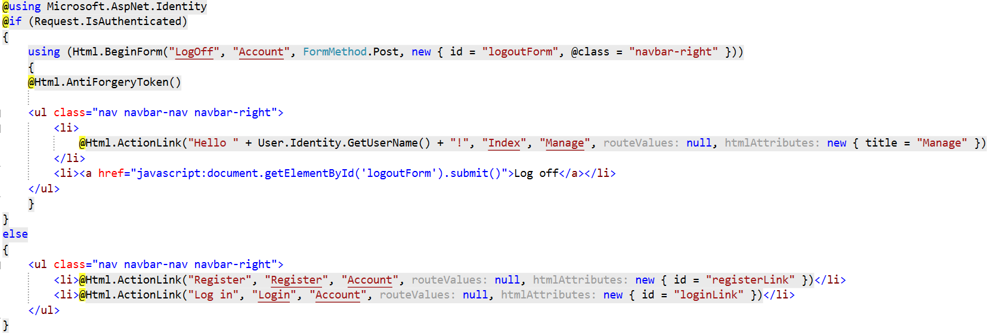 @using Microsoft.AspNet.Identity
@if (Request.IsAuthenticated)
{
    using (Html.BeginForm("LogOff", "Account", FormMethod.Post, new { id = "logoutForm", @class = "navbar-right" }))
    {
    @Html.AntiForgeryToken()

    <ul class="nav navbar-nav navbar-right">
        <li>
            @Html.ActionLink("Hello " + User.Identity.GetUserName() + "!", "Index", "Manage", routeValues: null, htmlAttributes: new { title = "Manage" })
        </li>
        <li><a href="javascript:document.getElementById('logoutForm').submit()">Log off</a></li>
    </ul>
    }
}
else
{
    <ul class="nav navbar-nav navbar-right">
        <li>@Html.ActionLink("Register", "Register", "Account", routeValues: null, htmlAttributes: new { id = "registerLink" })</li>
        <li>@Html.ActionLink("Log in", "Login", "Account", routeValues: null, htmlAttributes: new { id = "loginLink" })</li>
    </ul>
}